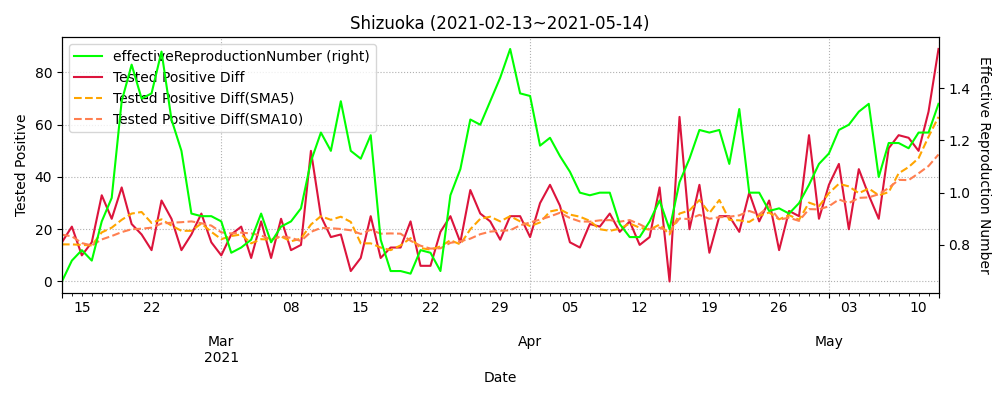 Shizuoka (2021-02-13~2021-05-14)
effectiveReproductionNumber (right)
Tested Positive Diff
Tested Positive Diff(SMA5)
Tested Positive Diff(SMA10)
Tested Positive
80
60
40
20
0
Effective Reproduction Number
1.4
1.2
1.0
0.8
15 22 08 15 22 29 05 12 19 26 03 10
Mar Apr May
2021
Date